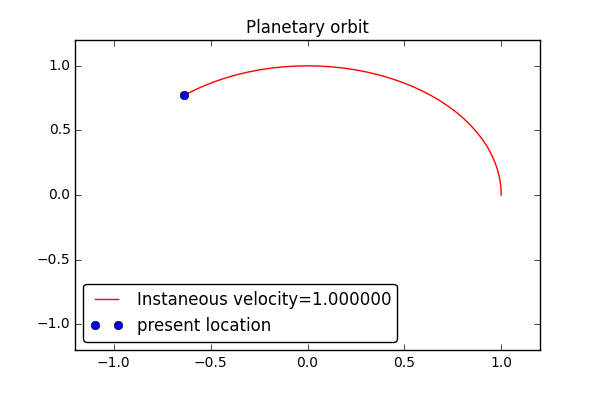 Planetary orbit
1.0
0.5
0.0
−0.5
−1.0
Instaneous velocity=1.000000
present location
−1.0 −0.5 0.0 0.5 1.0